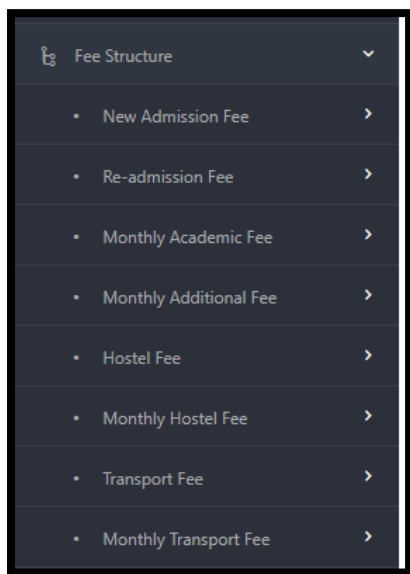 Fee Structure
New Admission Fee
Re-admission Fee
Monthly Academic Fee
Monthly Additional Fee
Hostel Fee
Monthly Hostel Fee
Transport Fee
Monthly Transport Fee